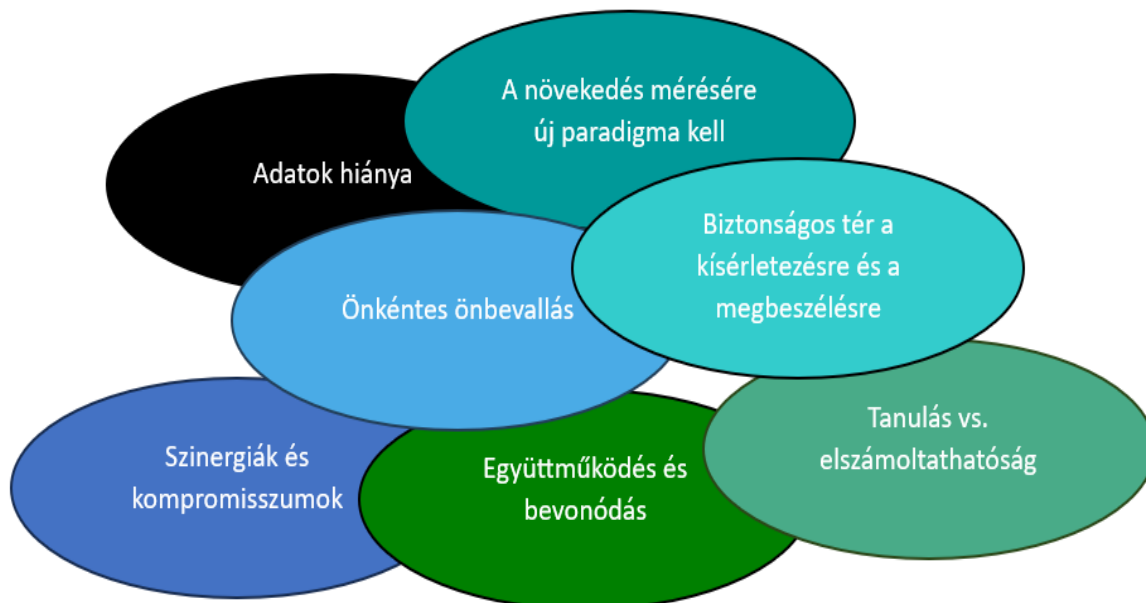 A növekedés mérésére
új paradigma kell
Adatok hiánya
Biztonságos tér a
kísérletezésre és a
megbeszélésre
Önkéntes önbevallás
Tanulás vs.
elszámoltathatóság
Szinergiák és
kompromisszumok
Együttműködés és
bevonódás